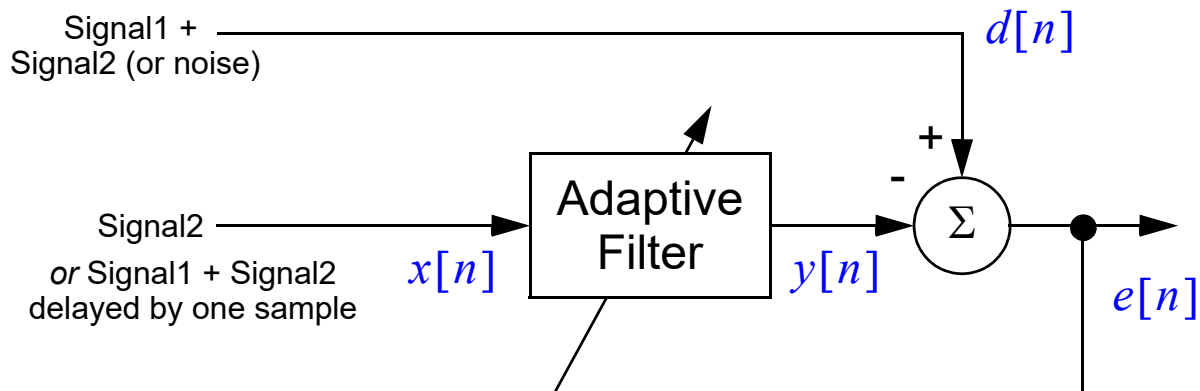 Signal1 +
Signal2 (or noise)
d[n]
+
-
Adaptive
Filter
Σ
Signal2
or Signal1 + Signal2
delayed by one sample
x[n]
y[n]
e[n]